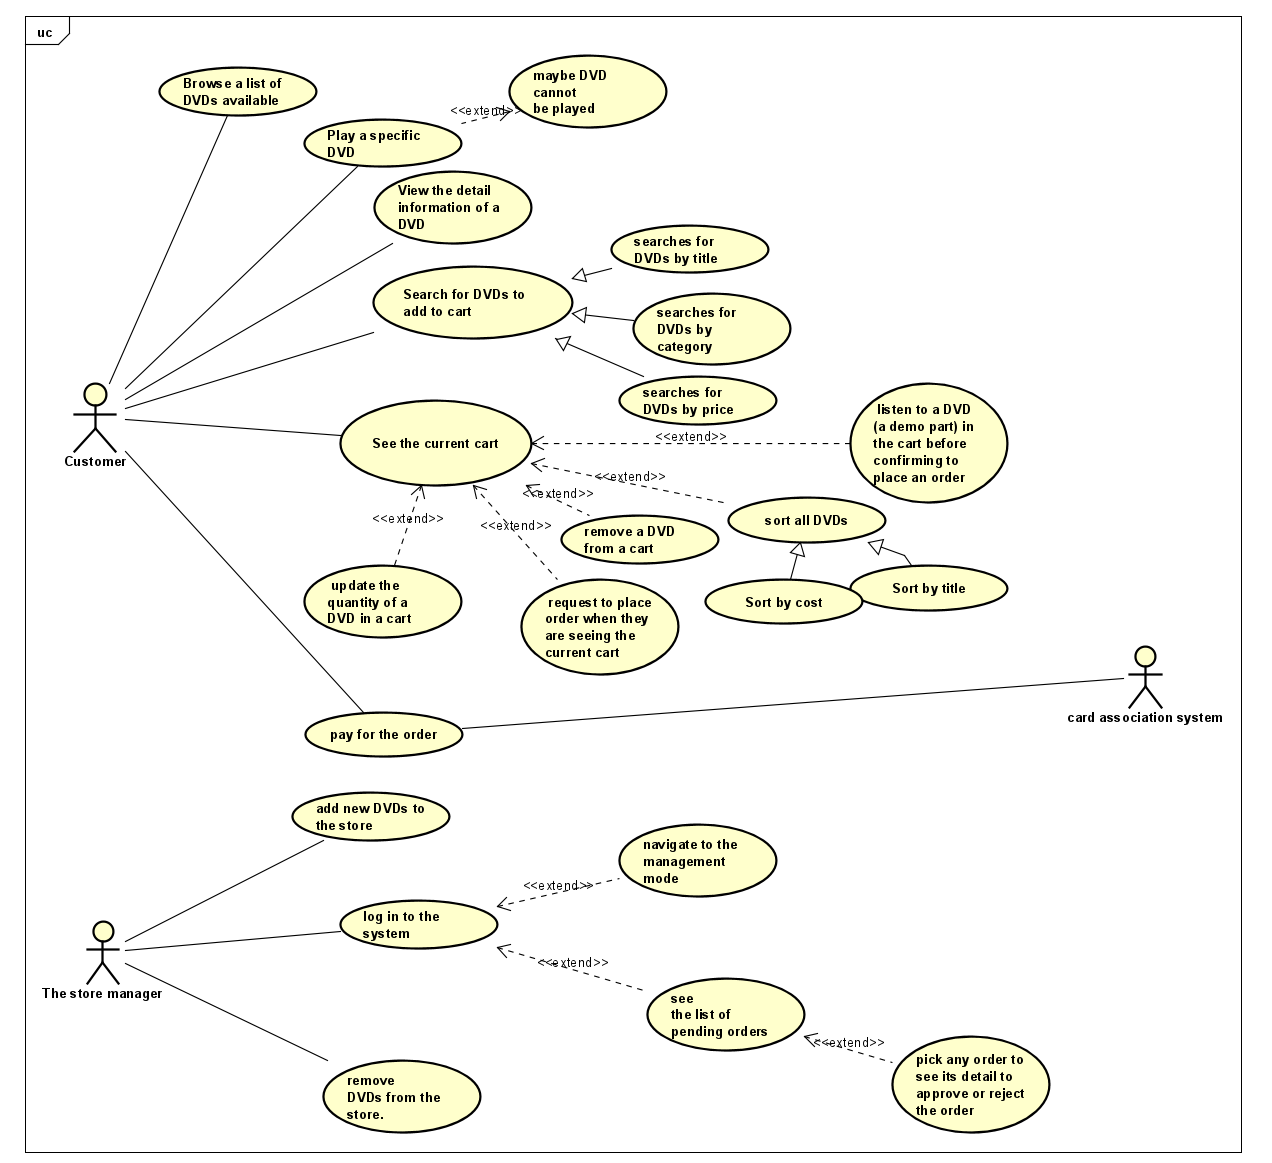 uc
Browse a list of
DVDs available
maybe DVD
cannot
be played
<<extend>>
Play a specific
DVD
View the detail
information of a
DVD
searches for
DVDs by title
Search for DVDs to
add to cart
searches for
DVDs by
category
searches for
DVDs by price
listen to a DVD
(a demo part) in
the cart before
confirming to
place an order
<<extend>>
See the current cart
Customer
<<extend>>
<<extend>>
<<extend>>
<<extend>>
sort all DVDs
remove a DVD
from a cart
update the
quantity of a
DVD in a cart
Sort by cost
Sort by title
request to place
order when they
are seeing the
current cart
card association system
pay for the order
add new DVDs to
the store
navigate to the
management
mode
<<extend>>
log in to the
system
<<extend>>
The store manager
see
the list of
pending orders
<<extend>>
pick any order to
see its detail to
approve or reject
the order
remove
DVDs from the
store.